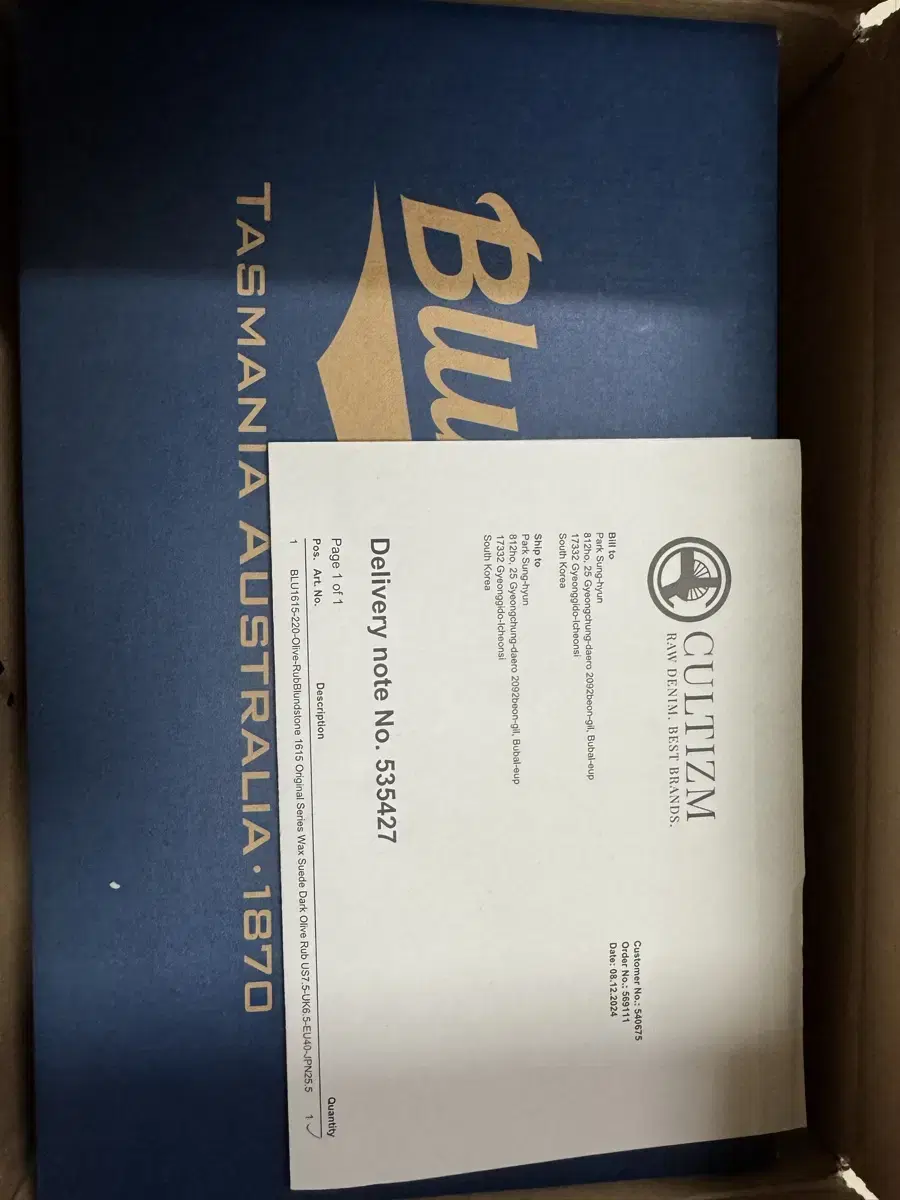 Blu
TASMANIA AUSTRALIA · 1870
CULTIZM
RAW DENIM. BEST BRANDS.
Customer No.: 540675
Order No.: 569111
Date: 08.12.2024
Bill to
Park Sung-hyun
812ho, 25 Gyeongchung-daero 2092beon-gil, Bubal-eup
17332 Gyeonggido-Icheonsi
South Korea
Ship to
Park Sung-hyun
812ho, 25 Gyeongchung-daero 2092beon-gil, Bubal-eup
17332 Gyeonggido-Icheonsi
South Korea
Delivery note No. 535427
Page 1 of 1
Pos. Art. No. Description Quantity
1 BLU1615-220-Olive-RubBlundstone 1615 Original Series Wax Suede Dark Olive Rub US7.5-UK6.5-EU40-JPN25.5 1